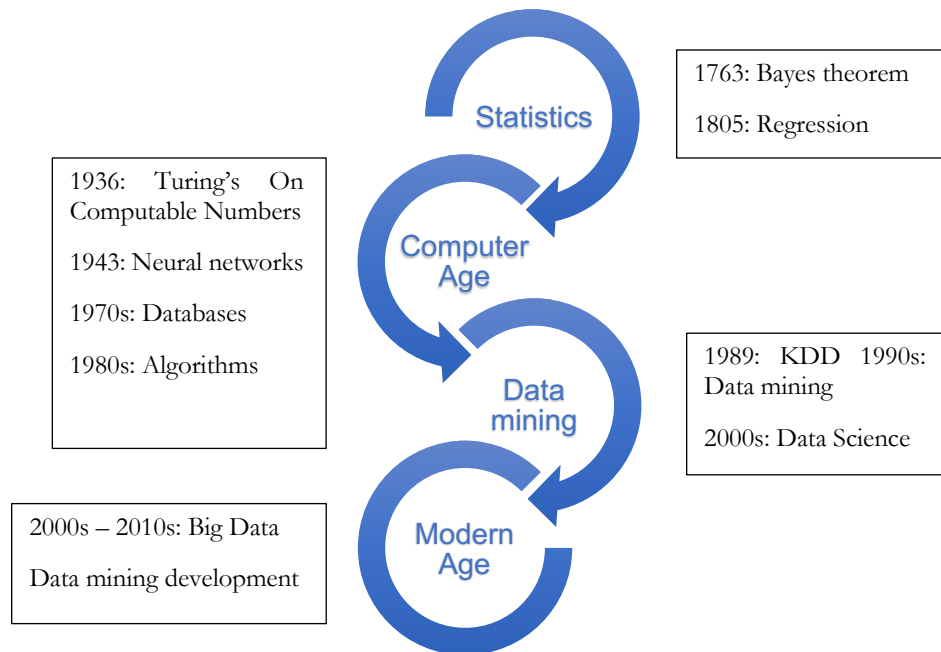 Statistics
1763: Bayes theorem
1805: Regression
1936: Turing’s On
Computable Numbers
1943: Neural networks
1970s: Databases
1980s: Algorithms
Computer
Age
Data
mining
1989: KDD 1990s:
Data mining
2000s: Data Science
2000s – 2010s: Big Data
Data mining development
Modern
Age